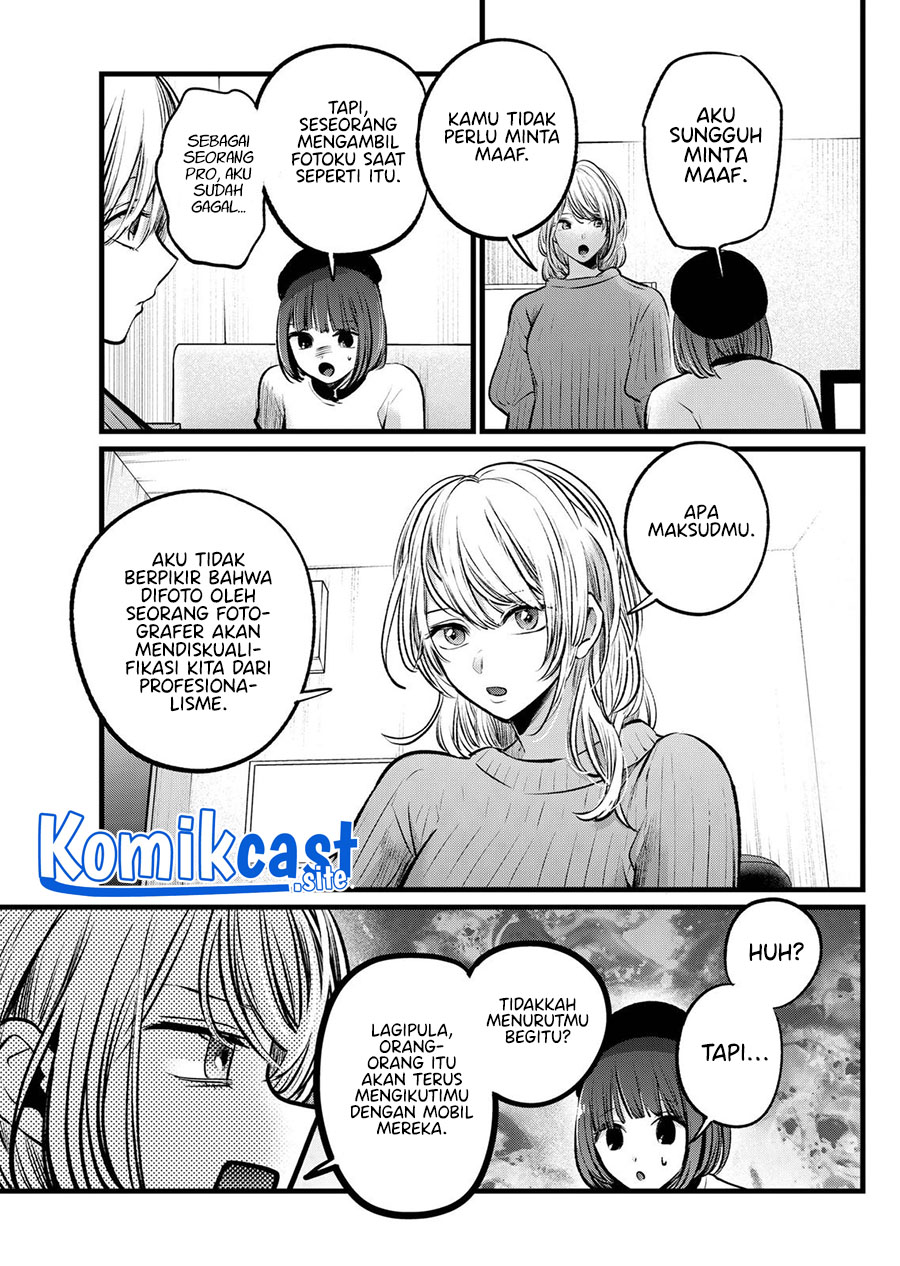 AKU
SUNGGUH
MINTA
MAAF.
KAMU TIDAK
PERLU MINTA
MAAF.
TAPI,
SESEORANG
MENGAMBIL
FOTOKU SAAT
SEPERTI ITU.
SEBAGAI
SEORANG
PRO, AKU
SUDAH
GAGAL...
APA
MAKSUDMU.
AKU TIDAK
BERPIKIR BAHWA
DIFOTO OLEH
SEORANG FOTO-
GRAFER AKAN
MENDISKUALI-
FIKASI KITA DARI
PROFESIONA-
LISME.
Komikcast
.site
HUH?
TAPI...
TIDAKKAH
MENURUTMU
BEGITU?
LAGIPULA,
ORANG-
ORANG ITU
AKAN TERUS
MENGIKUTIMU
DENGAN MOBIL
MEREKA.